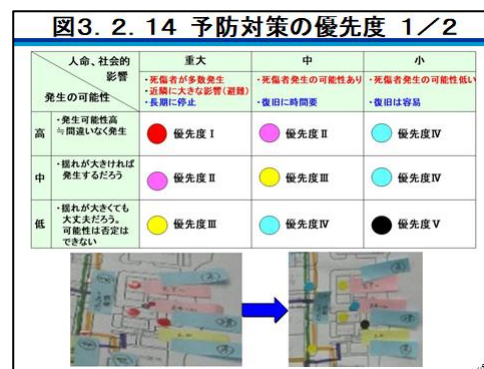 図3.2.14 予防対策の優先度 1/2
人命、社会的
影響
発生の可能性
重大
・死傷者が多数発生
・近隣に大きな影響(避難)
・長期に停止
中
・死傷者発生の可能性あり
・復旧に時間要
小
・死傷者発生の可能性低い
・復旧は容易
高
・発生可能性高
≒間違いなく発生
優先度Ⅰ
優先度Ⅱ
優先度Ⅳ
中
・揺れが大きければ
発生するだろう
優先度Ⅱ
優先度Ⅲ
優先度Ⅳ
低
・揺れが大きくても
大丈夫だろう。
可能性は否定は
できない
優先度Ⅲ
優先度Ⅳ
優先度Ⅴ